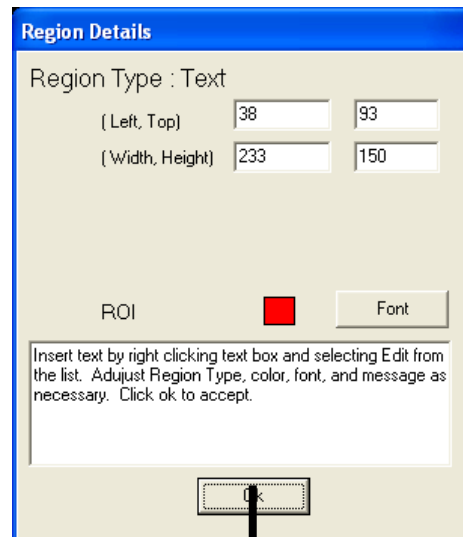 Region Details
Region Type : Text
( Left, Top) 38 93
( Width, Height) 233 150
ROI Font
Insert text by right clicking text box and selecting Edit from
the list. Adujust Region Type, color, font, and message as
necessary. Click ok to accept.
Ok